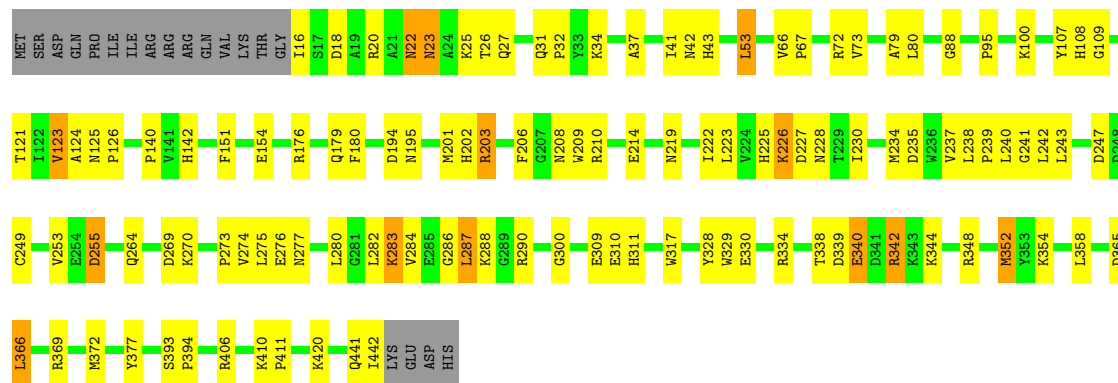 MET SER ASP GLN PRO ILE ILE ARG ARG ARG GLN VAL LYS THR GLY I16 S17 D18 A19 R20 A21 N22 N23 A24 K25 T26 Q27 Q31 P32 Y33 K34 A37 I41 N42 H43 L53 V66 P67 R72 V73 A79 L80 G88 P95 K100 Y107 H108 G109
T121 I122 V123 A124 N125 P126 P140 V141 H142 F151 E154 R176 Q179 F180 D194 N195 M201 H202 R203 F206 G207 N208 W209 R210 E214 N219 I222 L223 V224 H225 K226 D227 N228 T229 I230 M234 D235 W236 V237 L238 P239 L240 G241 L242 L243 D247 D248
C249 V253 E254 D255 Q264 D269 K270 P273 V274 L275 E276 N277 L280 G281 L282 K283 V284 E285 G286 L287 K288 G289 R290 G300 E309 E310 H311 W317 Y328 W329 E330 R334 T338 D339 E340 D341 R342 K343 K344 R348 M352 Y353 K354 L358 D365
L366 R369 M372 Y377 S393 P394 R406 K410 P411 K420 Q441 I442 LYS GLU ASP HIS